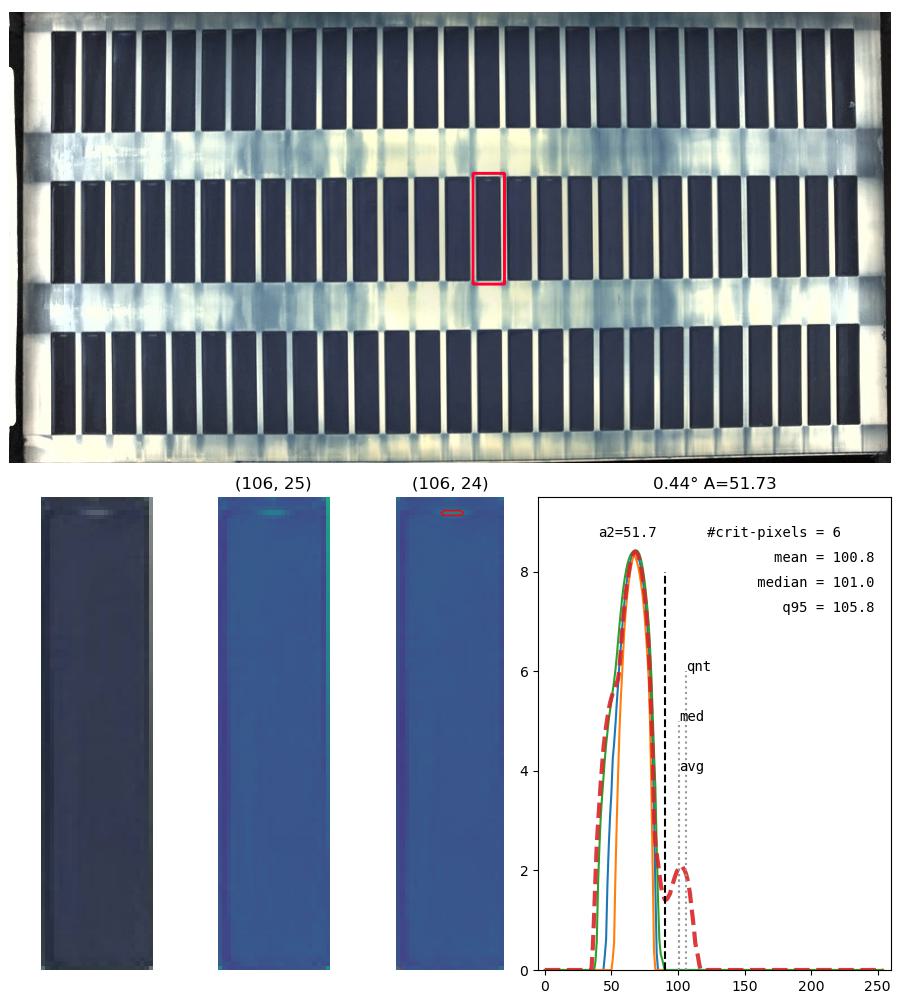 (106, 25)
(106, 24)
0.44° A=51.73
a2=51.7
#crit-pixels = 6
mean = 100.8
median = 101.0
q95 = 105.8
qnt
med
avg
8
6
4
2
0
0 50 100 150 200 250